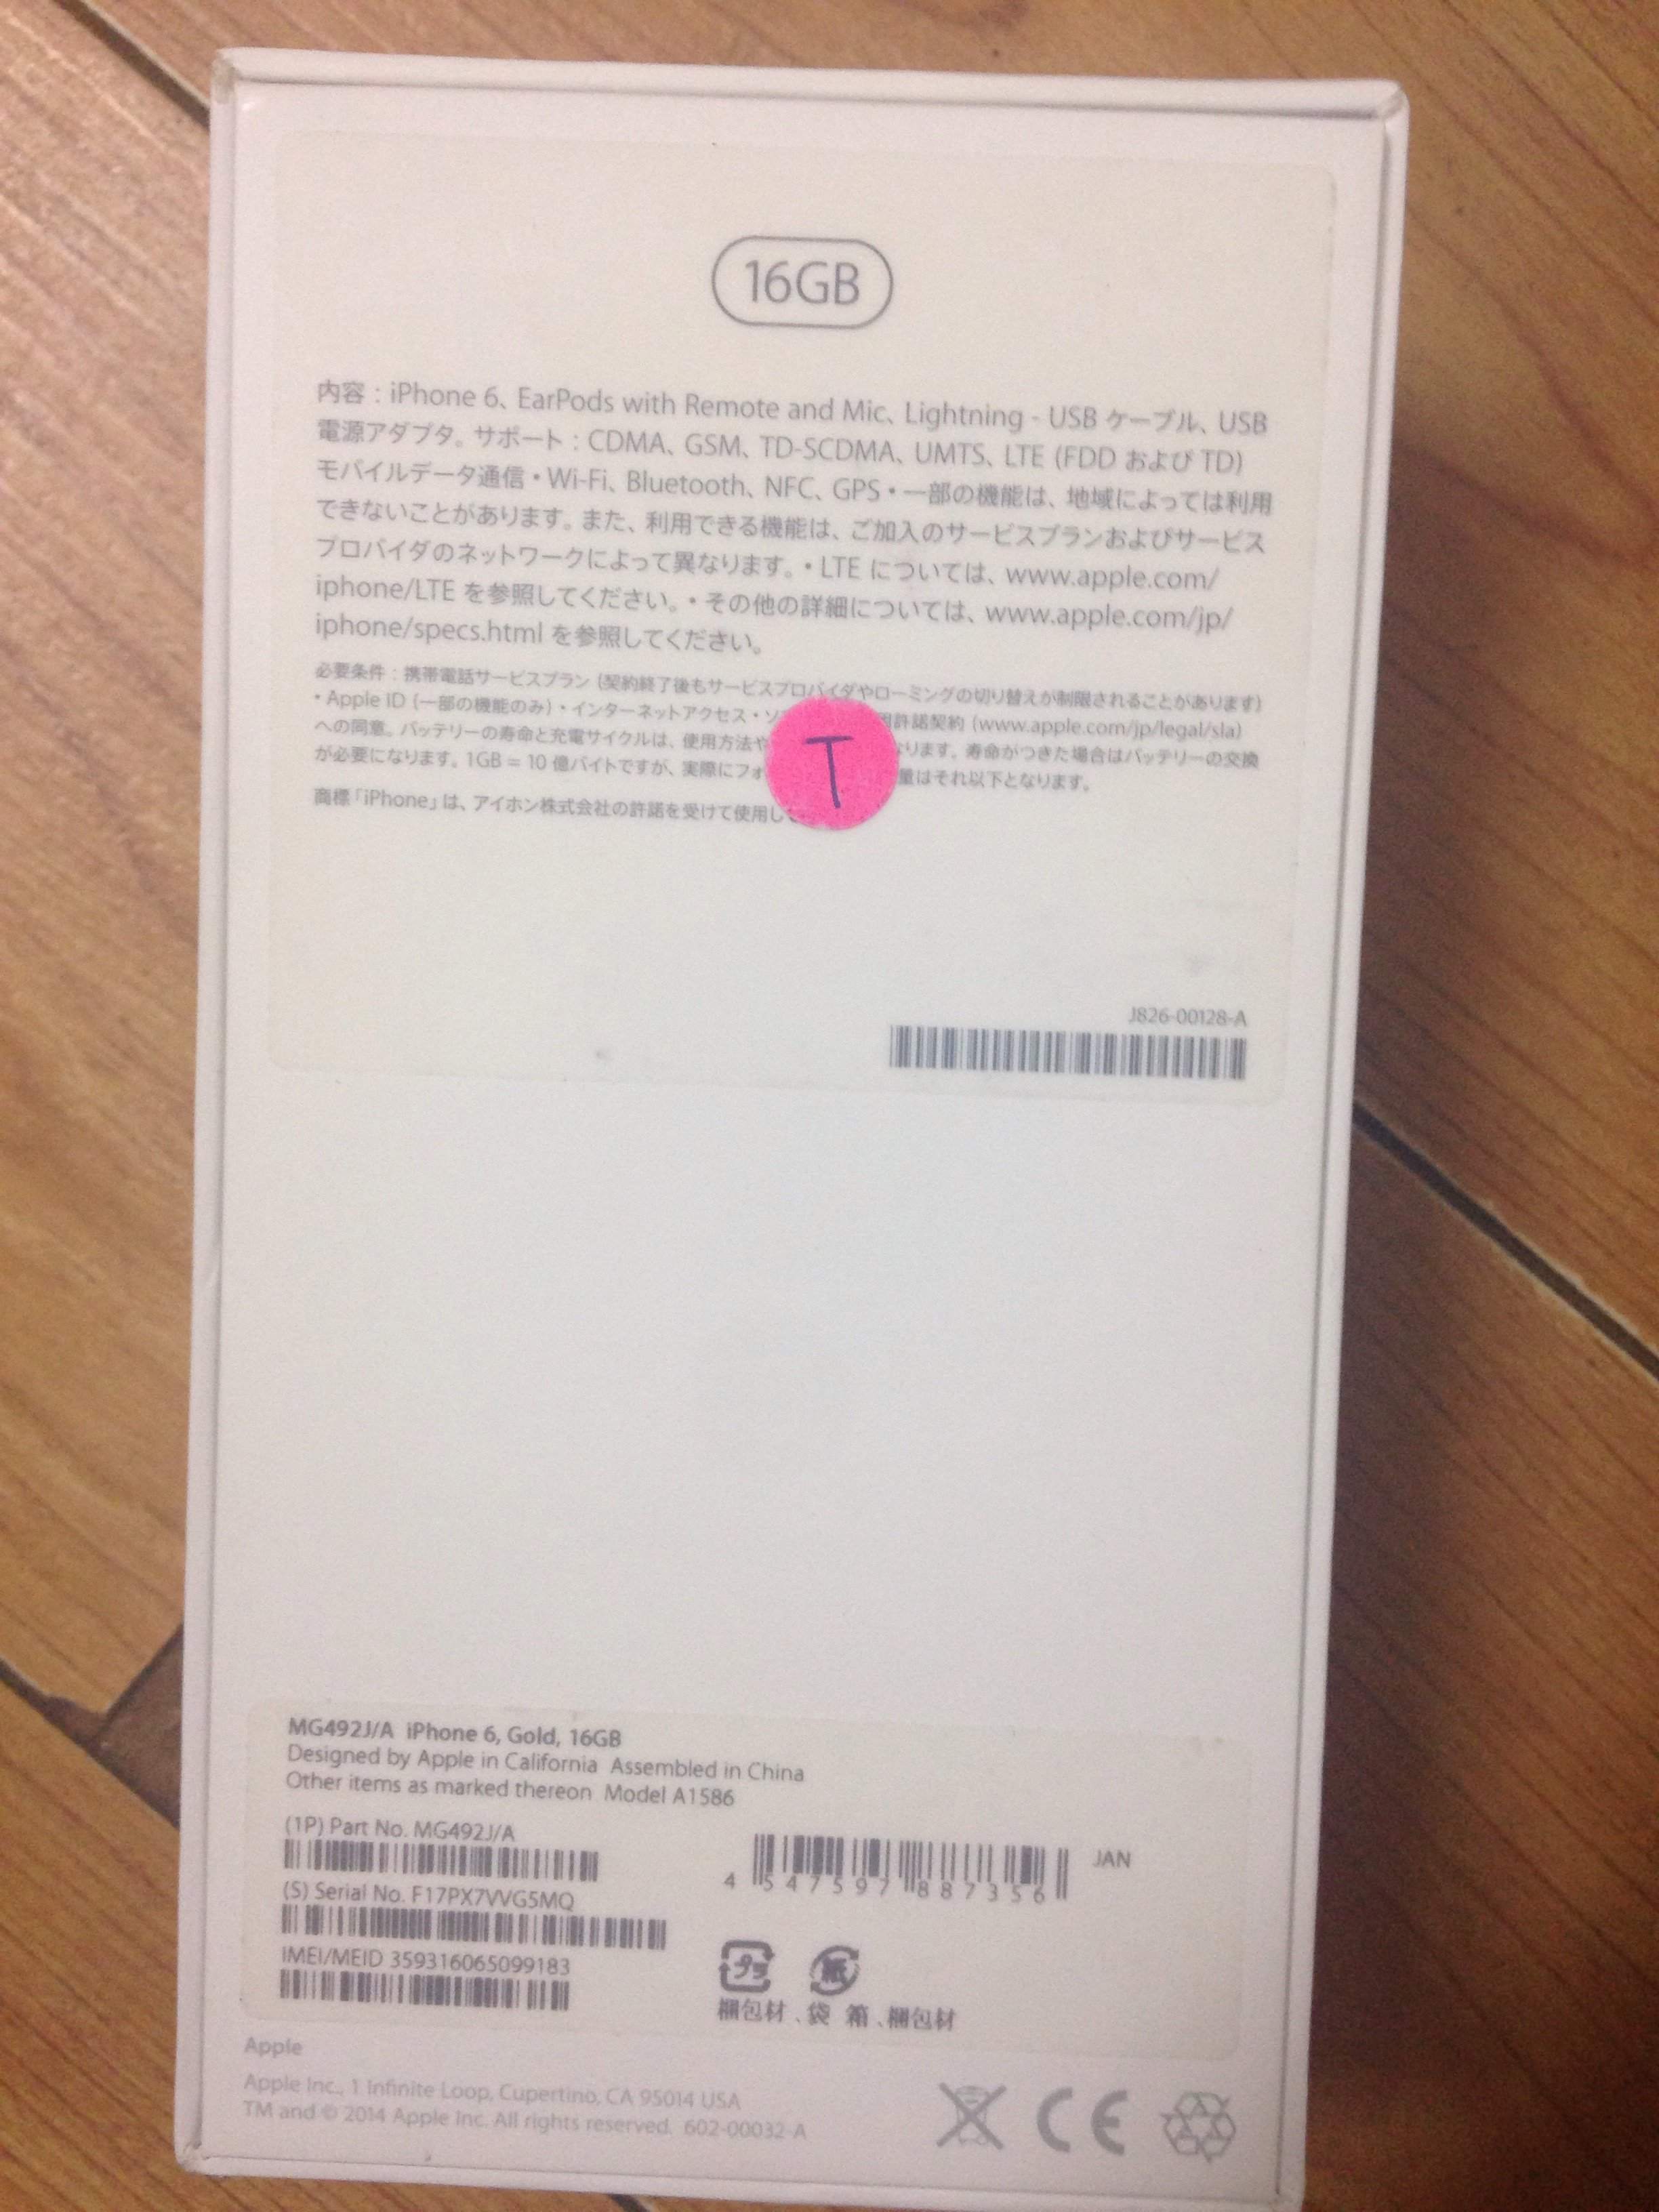 16GB
内容：iPhone 6、EarPods with Remote and Mic、Lightning - USB ケーブル、USB
電源アダプタ。サポート：CDMA、GSM、TD-SCDMA、UMTS、LTE (FDD および TD)
モバイルデータ通信・Wi-Fi、Bluetooth、NFC、GPS・一部の機能は、地域によっては利用
できないことがあります。また、利用できる機能は、ご加入のサービスプランおよびサービス
プロバイダのネットワークによって異なります。・LTE については、www.apple.com/
iphone/LTE を参照してください。・その他の詳細については、www.apple.com/jp/
iphone/specs.html を参照してください。
必要条件：携帯電話サービスプラン (契約終了後もサービスプロバイダやローミングの切り替えが制限されることがあります)
・Apple ID (一部の機能のみ)・インターネットアクセス・ソ 許諾契約 (www.apple.com/jp/legal/sla)
への同意。バッテリーの寿命と充電サイクルは、使用方法や なります。寿命がつきた場合はバッテリーの交換
が必要になります。1GB = 10 億バイトですが、実際にフォ 量はそれ以下となります。
商標「iPhone」は、アイホン株式会社の許諾を受けて使用し
T
J826-00128-A
MG492J/A iPhone 6, Gold, 16GB
Designed by Apple in California Assembled in China
Other items as marked thereon Model A1586
(1P) Part No. MG492J/A
(S) Serial No. F17PX7VVG5MQ
IMEI/MEID 359316065099183
4 547597 887356
JAN
プラ 紙
梱包材、袋 箱、梱包材
Apple
Apple Inc., 1 Infinite Loop, Cupertino, CA 95014 USA
TM and © 2014 Apple Inc. All rights reserved. 602-00032-A
CE